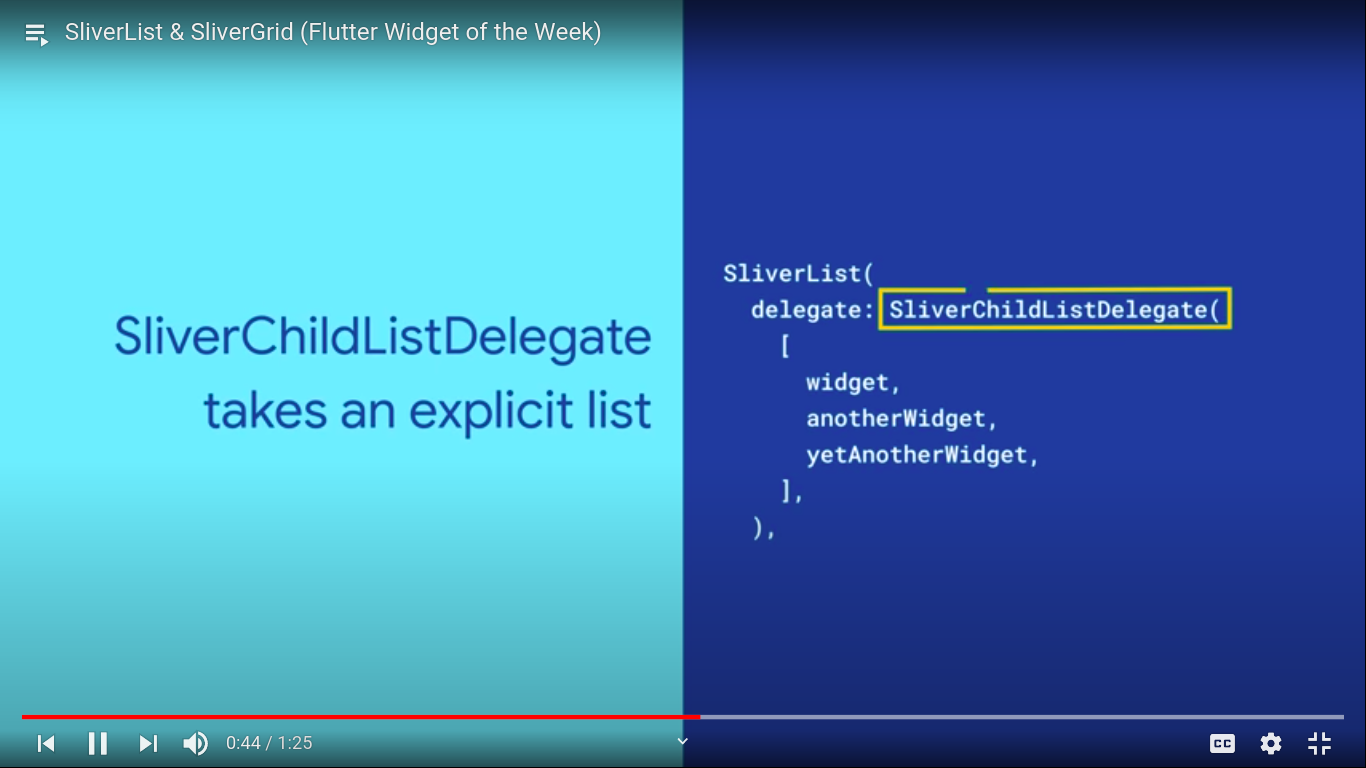 SliverList & SliverGrid (Flutter Widget of the Week)
SliverChildListDelegate
takes an explicit list
SliverList(
delegate: SliverChildListDelegate(
[
widget,
anotherWidget,
yetAnotherWidget,
],
),
0:44 / 1:25
CC